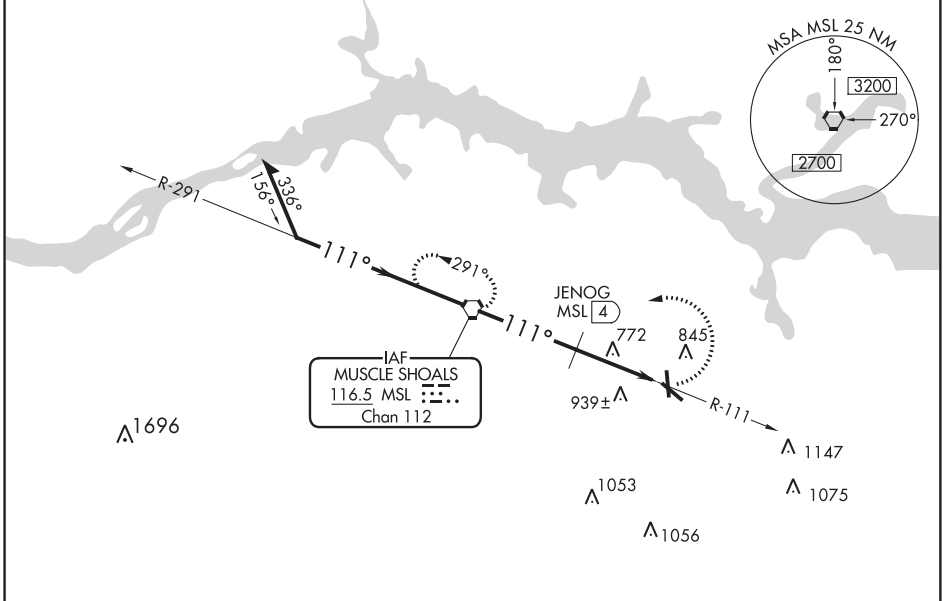 MSA MSL 25 NM
180°
3200
270°
2700
R-291
336°
156°
111°
291°
JENOG
MSL 4
772
845
111°
IAF
MUSCLE SHOALS
116.5 MSL
Chan 112
939±
R-111
1696
1147
1053
1075
1056